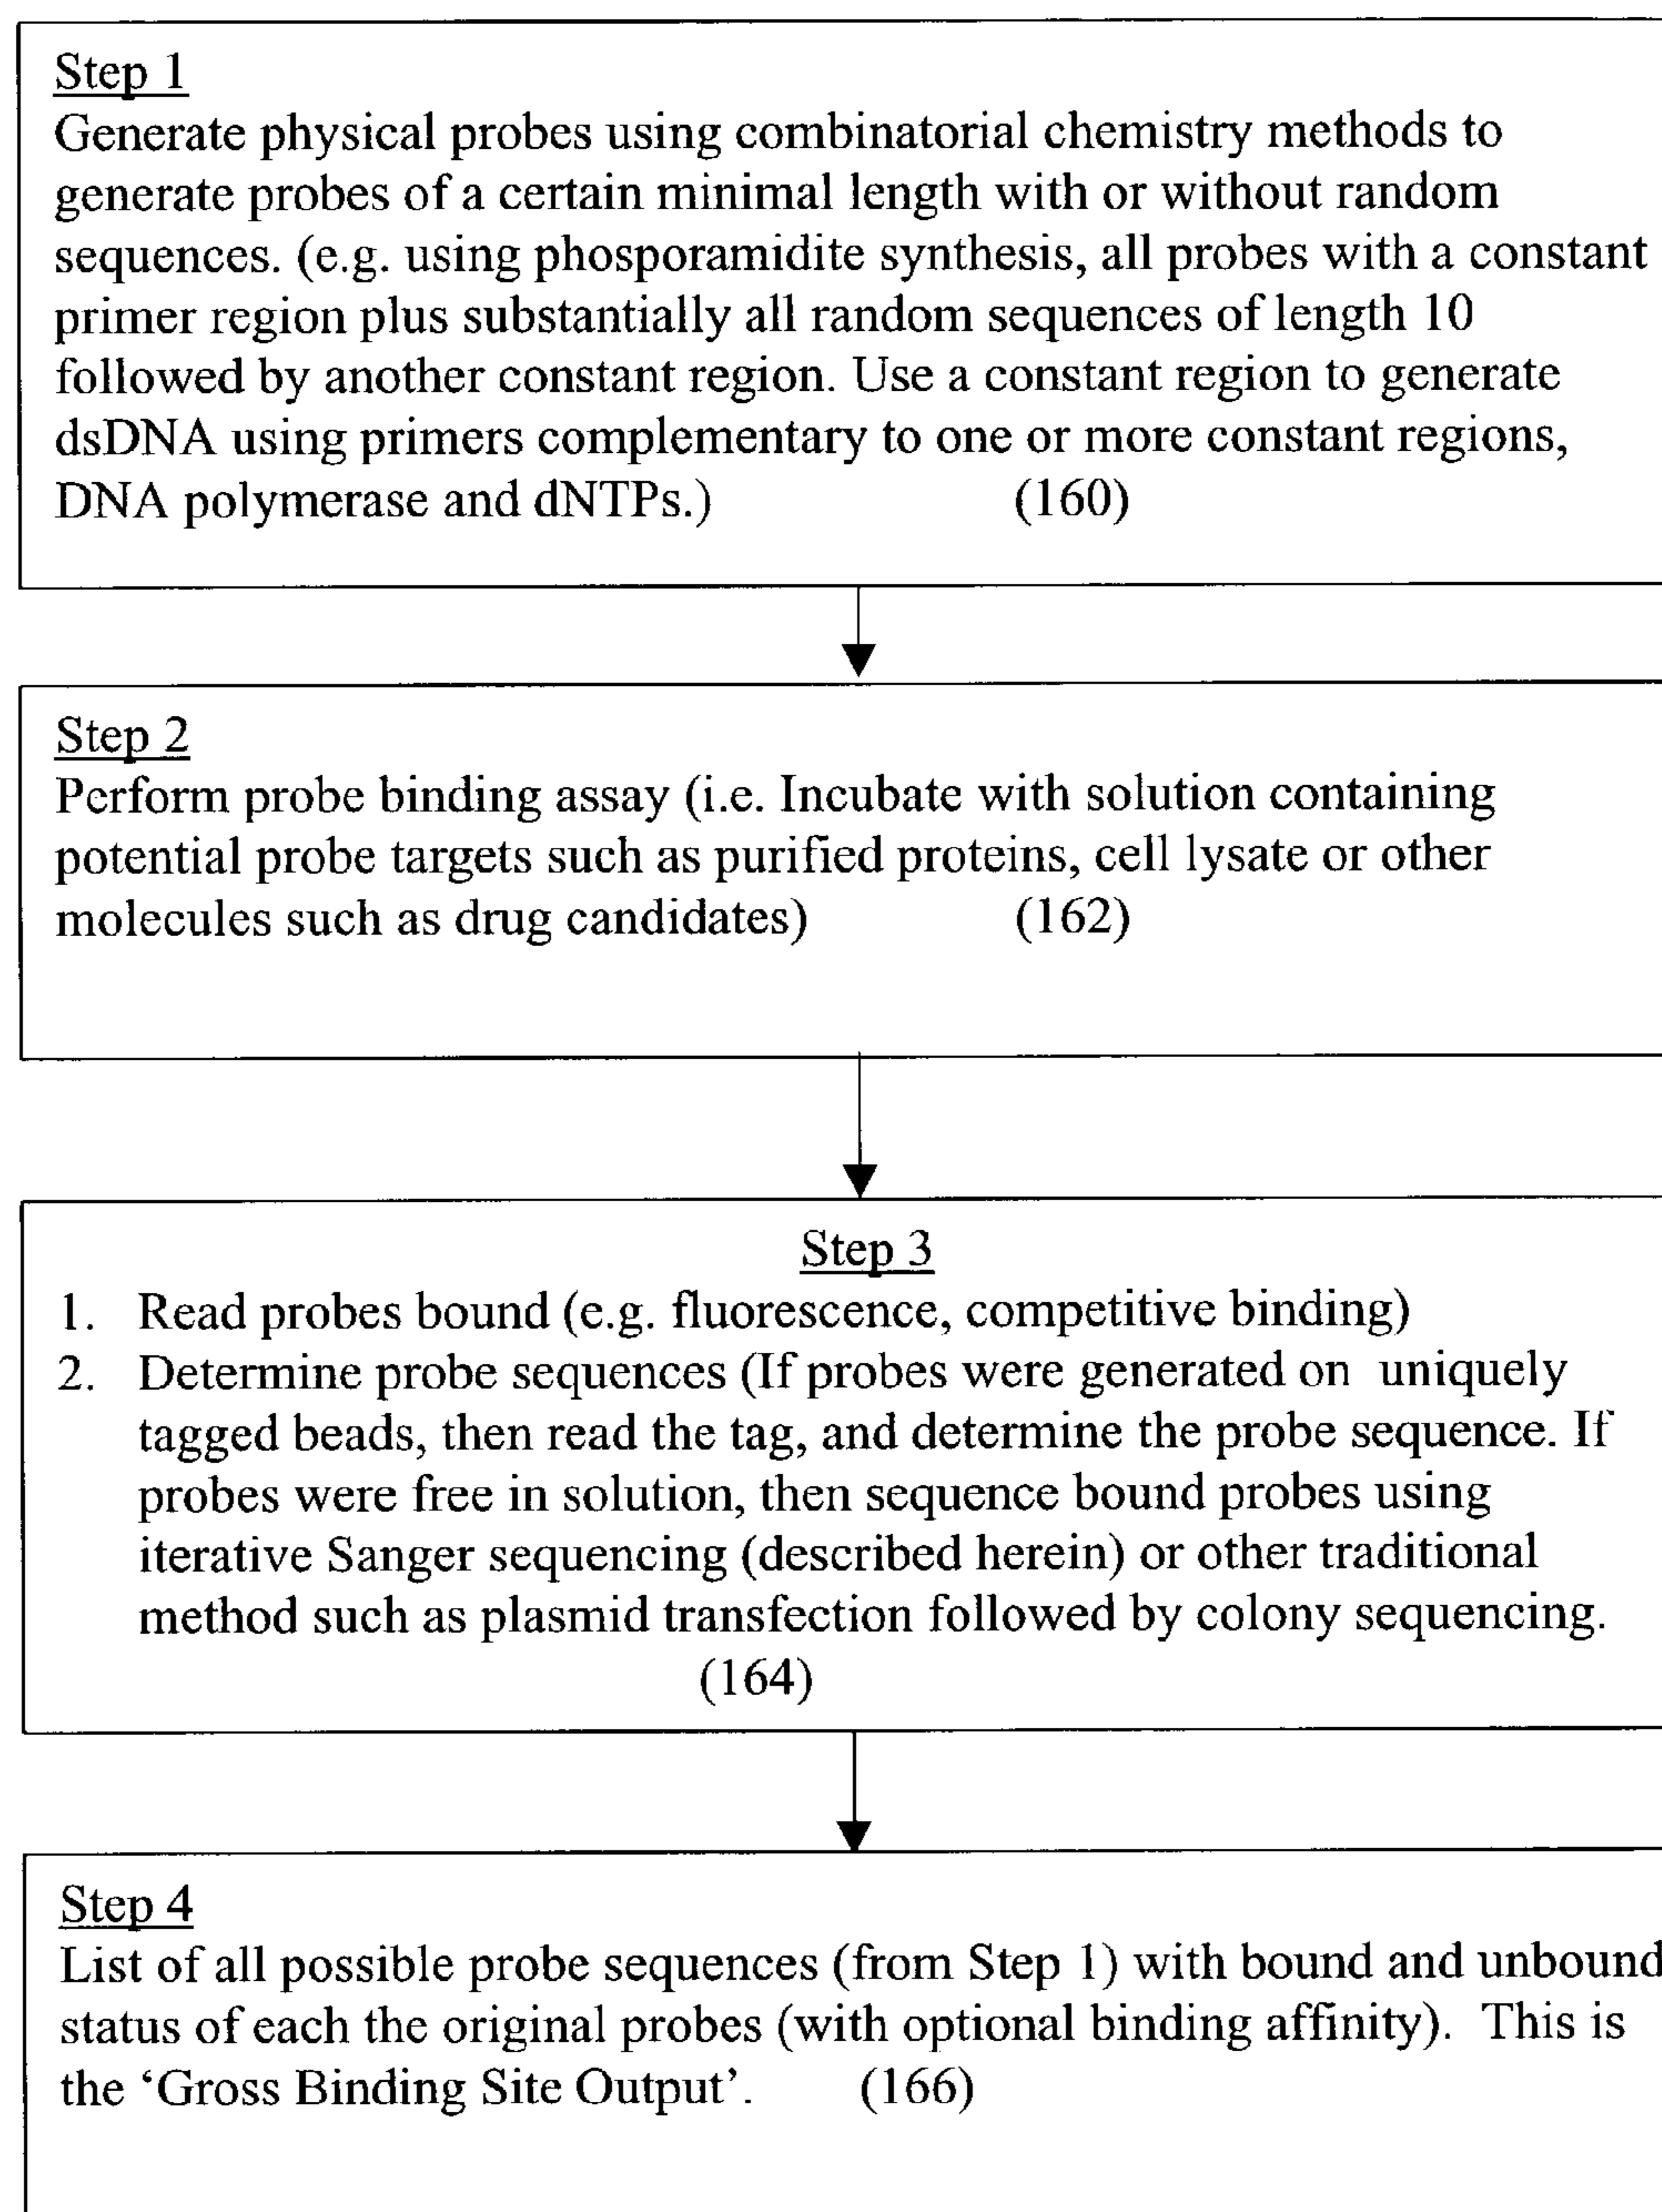 Step 1
Generate physical probes using combinatorial chemistry methods to
generate probes of a certain minimal length with or without random
sequences. (e.g. using phosporamidite synthesis, all probes with a constant
primer region plus substantially all random sequences of length 10
followed by another constant region. Use a constant region to generate
dsDNA using primers complementary to one or more constant regions,
DNA polymerase and dNTPs.) (160)
Step 2
Perform probe binding assay (i.e. Incubate with solution containing
potential probe targets such as purified proteins, cell lysate or other
molecules such as drug candidates) (162)
Step 3
1. Read probes bound (e.g. fluorescence, competitive binding)
2. Determine probe sequences (If probes were generated on uniquely
tagged beads, then read the tag, and determine the probe sequence. If
probes were free in solution, then sequence bound probes using
iterative Sanger sequencing (described herein) or other traditional
method such as plasmid transfection followed by colony sequencing.
(164)
Step 4
List of all possible probe sequences (from Step 1) with bound and unbound
status of each the original probes (with optional binding affinity). This is
the ‘Gross Binding Site Output’. (166)